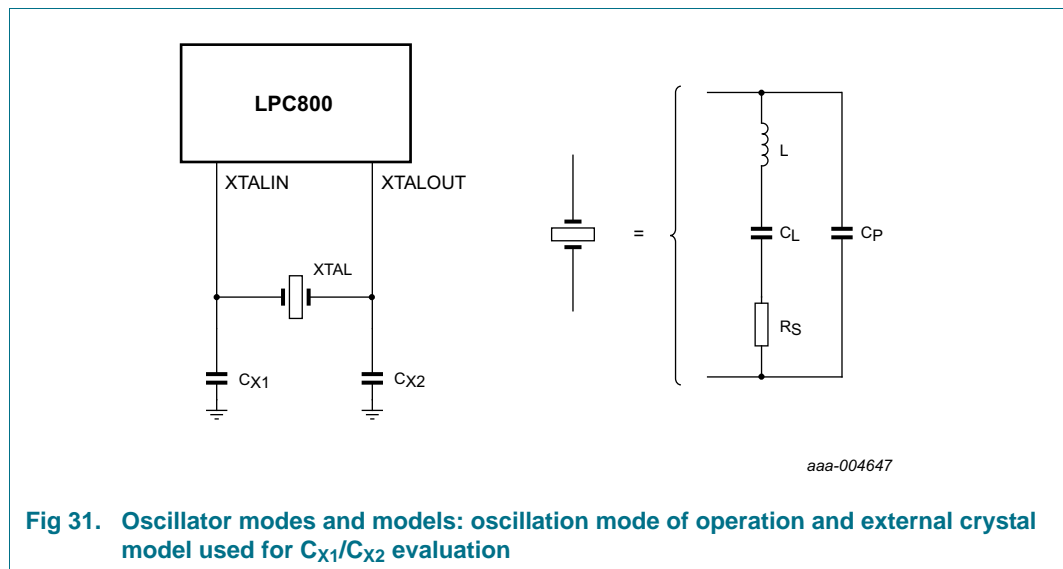 LPC800
XTALIN
XTALOUT
XTAL
CX1
CX2
=
L
CL
CP
RS
aaa-004647
Fig 31. Oscillator modes and models: oscillation mode of operation and external crystal
model used for CX1/CX2 evaluation